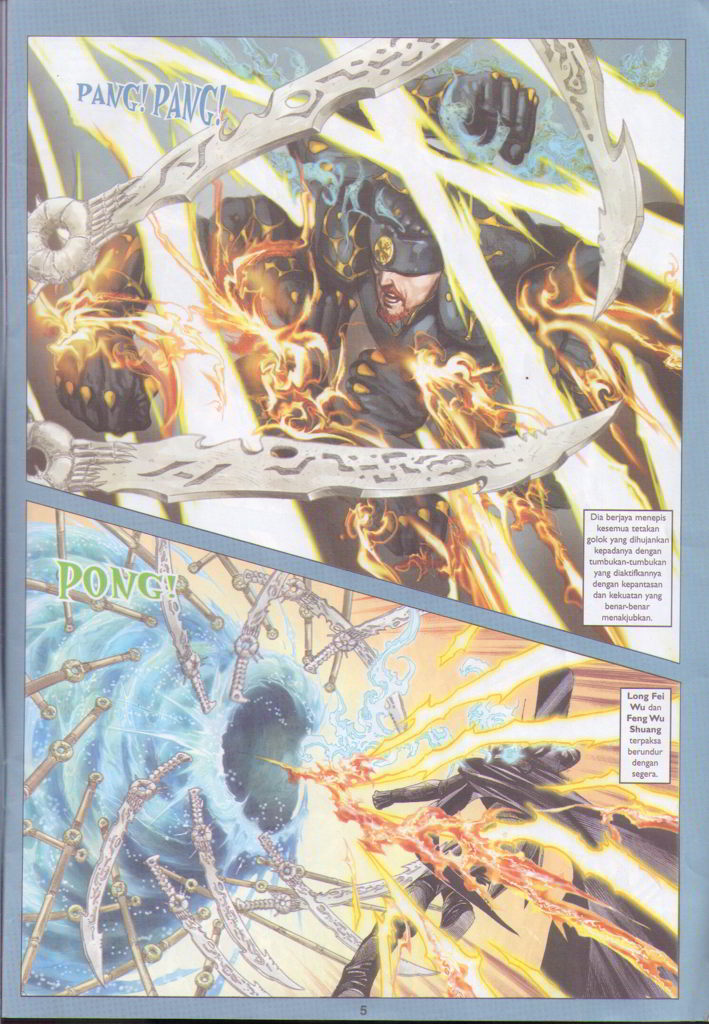 PANG! PANG!
Dia berjaya menepis
kesemua tetakan
golok yang dihujankan
kepadanya dengan
tumbukan-tumbukan
yang diaktifkannya
dengan kepantasan
dan kekuatan yang
benar-benar
menakjubkan.
PONG!
Long Fei
Wu dan
Feng Wu
Shuang
terpaksa
berundur
dengan
segera.
5